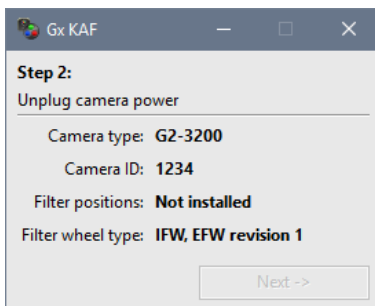 Gx KAF
Step 2:
Unplug camera power
Camera type: G2-3200
Camera ID: 1234
Filter positions: Not installed
Filter wheel type: IFW, EFW revision 1
Next ->